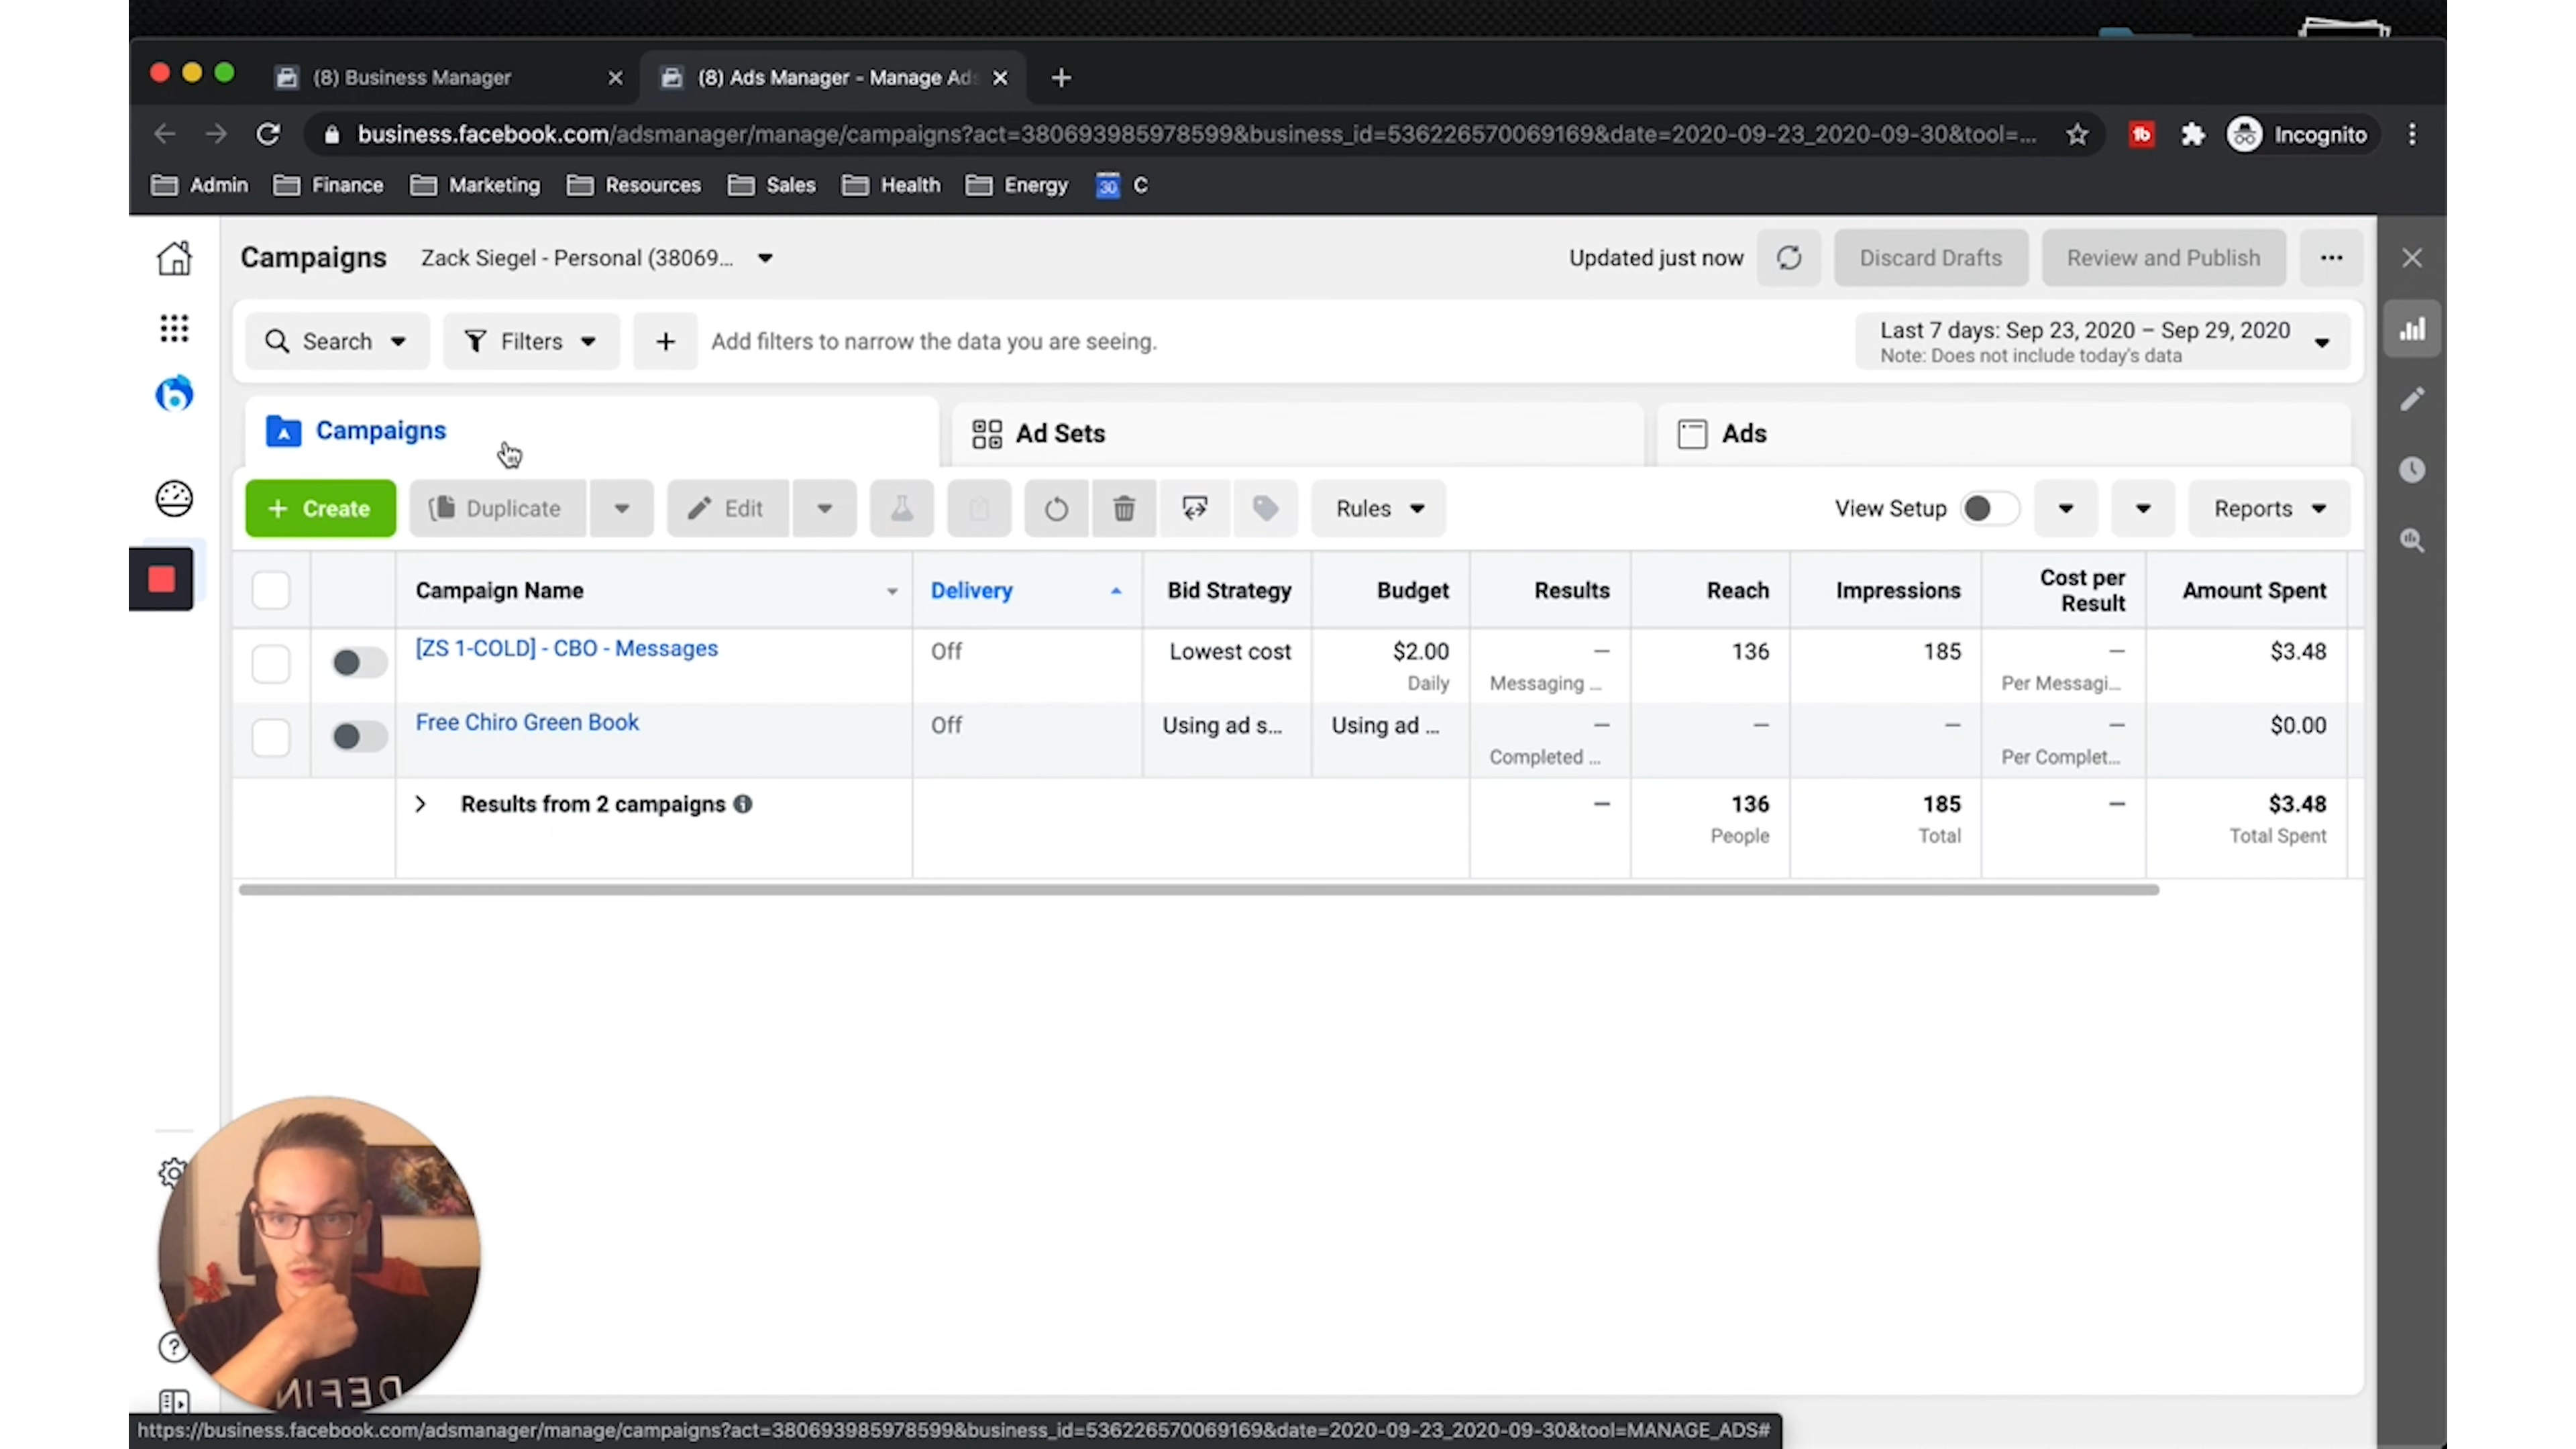 (8) Business Manager
(8) Ads Manager - Manage Ads
business.facebook.com/adsmanager/manage/campaigns?act=380693985978599&business_id=536226570069169&date=2020-09-23_2020-09-30&tool=...
Incognito
Admin
Finance
Marketing
Resources
Sales
Health
Energy
30
C
Campaigns
Zack Siegel - Personal (38069...
Updated just now
Discard Drafts
Review and Publish
Search
Filters
Add filters to narrow the data you are seeing.
Last 7 days: Sep 23, 2020 – Sep 29, 2020
Note: Does not include today's data
Campaigns
Ad Sets
Ads
+ Create
Duplicate
Edit
Rules
View Setup
Reports
Campaign Name
Delivery
Bid Strategy
Budget
Results
Reach
Impressions
Cost per
Result
Amount Spent
[ZS 1-COLD] - CBO - Messages
Off
Lowest cost
$2.00
Daily
—
Messaging ...
136
185
—
Per Messagi...
$3.48
Free Chiro Green Book
Off
Using ad s...
Using ad ...
—
Completed ...
—
—
—
Per Complet...
$0.00
Results from 2 campaigns
—
136
People
185
Total
—
$3.48
Total Spent
DEFIN
https://business.facebook.com/adsmanager/manage/campaigns?act=380693985978599&business_id=536226570069169&date=2020-09-23_2020-09-30&tool=MANAGE_ADS#